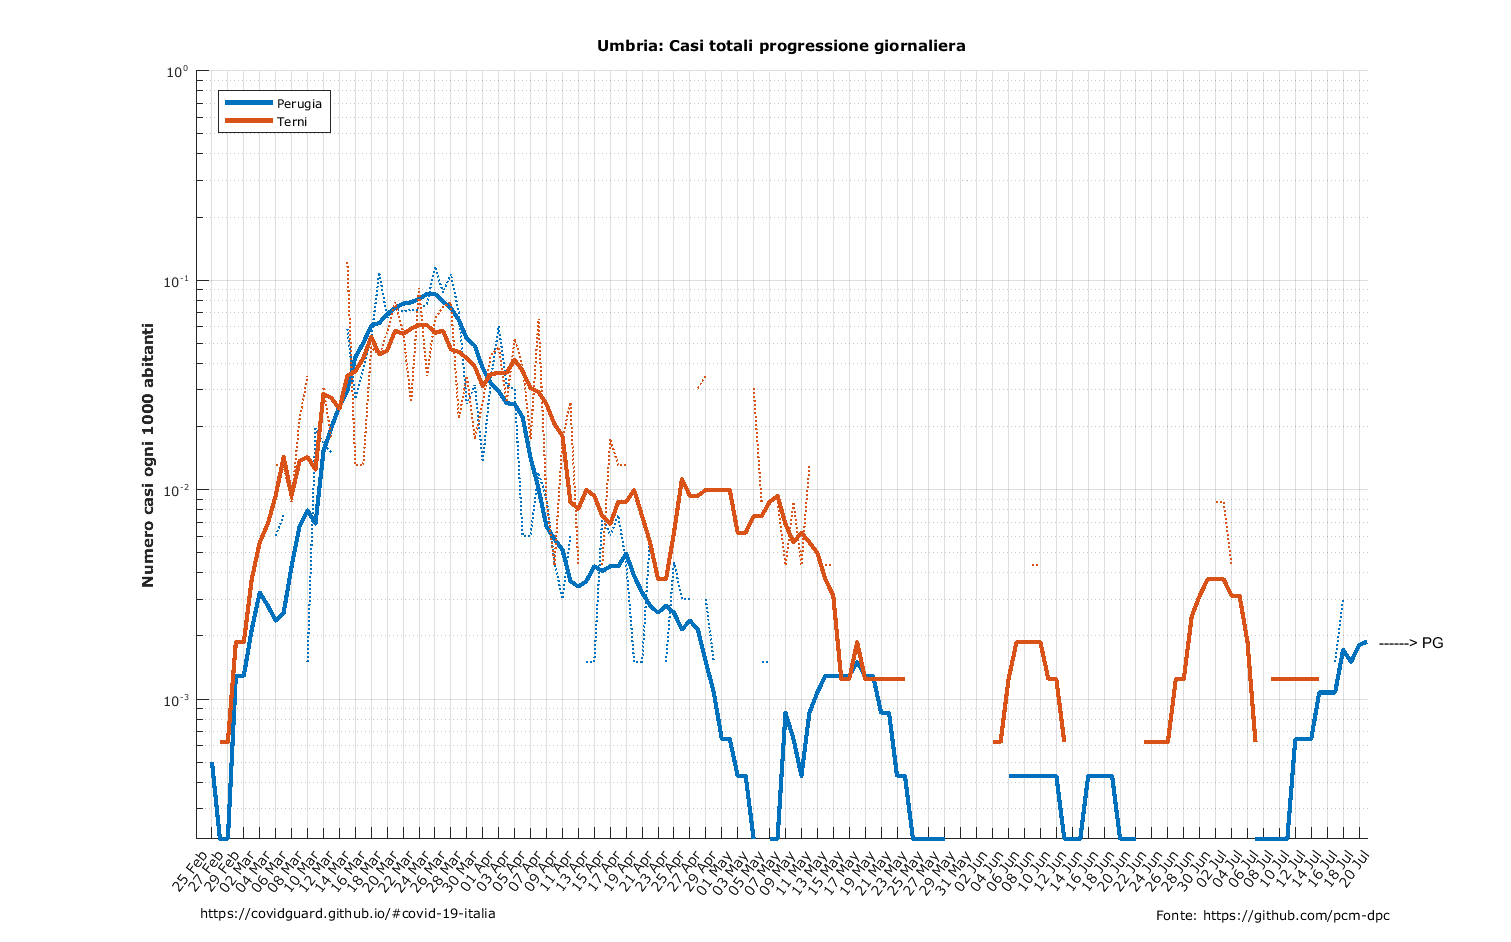 Umbria: Casi totali progressione giornaliera
Numero casi ogni 1000 abitanti
10⁰
10⁻¹
10⁻²
10⁻³
Perugia
Terni
------> PG
25 Feb
27 Feb
29 Feb
02 Mar
04 Mar
06 Mar
08 Mar
10 Mar
12 Mar
14 Mar
16 Mar
18 Mar
20 Mar
22 Mar
24 Mar
26 Mar
28 Mar
30 Mar
01 Apr
03 Apr
05 Apr
07 Apr
09 Apr
11 Apr
13 Apr
15 Apr
17 Apr
19 Apr
21 Apr
23 Apr
25 Apr
27 Apr
29 Apr
01 May
03 May
05 May
07 May
09 May
11 May
13 May
15 May
17 May
19 May
21 May
23 May
25 May
27 May
29 May
31 May
02 Jun
04 Jun
06 Jun
08 Jun
10 Jun
12 Jun
14 Jun
16 Jun
18 Jun
20 Jun
22 Jun
24 Jun
26 Jun
28 Jun
30 Jun
02 Jul
04 Jul
06 Jul
08 Jul
10 Jul
12 Jul
14 Jul
16 Jul
18 Jul
20 Jul
https://covidguard.github.io/#covid-19-italia
Fonte: https://github.com/pcm-dpc